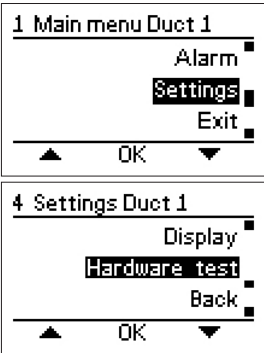 1 Main menu Duct 1
Alarm
Settings
Exit
OK
4 Settings Duct 1
Display
Hardware test
Back
OK